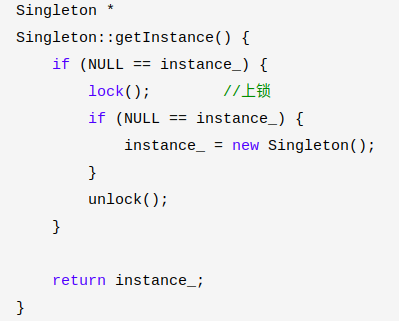 Singleton *
Singleton::getInstance() {
    if (NULL == instance_) {
        lock();        //上锁
        if (NULL == instance_) {
            instance_ = new Singleton();
        }
        unlock();
    }

    return instance_;
}